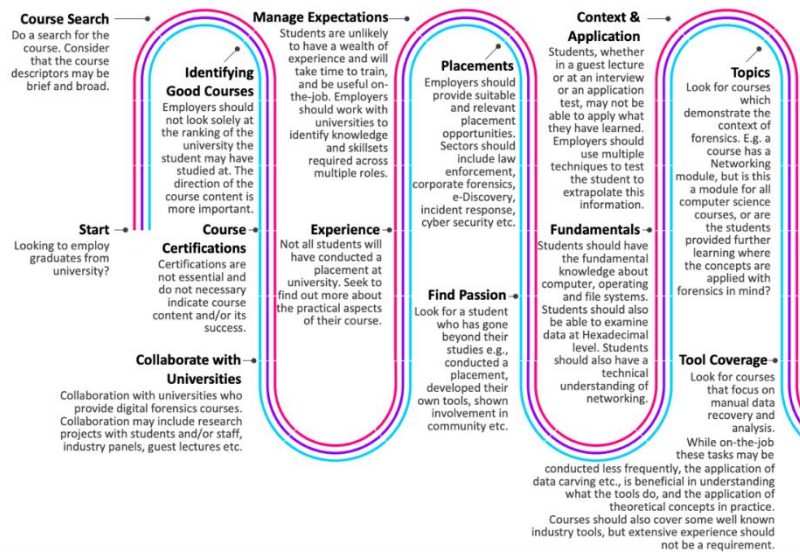 Start
Looking to employ
graduates from
university?
Course Search
Do a search for the
course. Consider
that the course
descriptors may be
brief and broad.
Identifying
Good Courses
Employers should
not look solely at
the ranking of the
university the
student may have
studied at. The
direction of the
course content is
more important.
Course
Certifications
Certifications are
not essential and
do not necessary
indicate course
content and/or its
success.
Collaborate with
Universities
Collaboration with universities who
provide digital forensics courses.
Collaboration may include research
projects with students and/or staff,
industry panels, guest lectures etc.
Experience
Not all students will
have conducted a
placement at
university. Seek to
find out more about
the practical aspects
of their course.
Manage Expectations
Students are unlikely
to have a wealth of
experience and will
take time to train,
and be useful on-
the-job. Employers
should work with
universities to
identify knowledge
and skillsets
required across
multiple roles.
Placements
Employers should
provide suitable
and relevant
placement
opportunities.
Sectors should
include law
enforcement,
corporate forensics,
e-Discovery,
incident response,
cyber security etc.
Find Passion
Look for a student
who has gone
beyond their
studies e.g.,
conducted a
placement,
developed their
own tools, shown
involvement in
community etc.
Fundamentals
Students should have
the fundamental
knowledge about
computer, operating
and file systems.
Students should also
be able to examine
data at Hexadecimal
level. Students
should also have a
technical
understanding of
networking.
Context &
Application
Students, whether
in a guest lecture
or at an interview
or an application
test, may not be
able to apply what
they have learned.
Employers should
use multiple
techniques to test
the student to
extrapolate this
information.
Topics
Look for courses
which
demonstrate the
context of
forensics. E.g. a
course has a
Networking
module, but is this
a module for all
computer science
courses, or are
the students
provided further
learning where
the concepts are
applied with
forensics in mind?
Tool Coverage
Look for courses
that focus on
manual data
recovery and
analysis.
While on-the-job
these tasks may be
conducted less frequently, the application of
data carving etc., is beneficial in understanding
what the tools do, and the application of
theoretical concepts in practice.
Courses should also cover some well known
industry tools, but extensive experience should
not be a requirement.